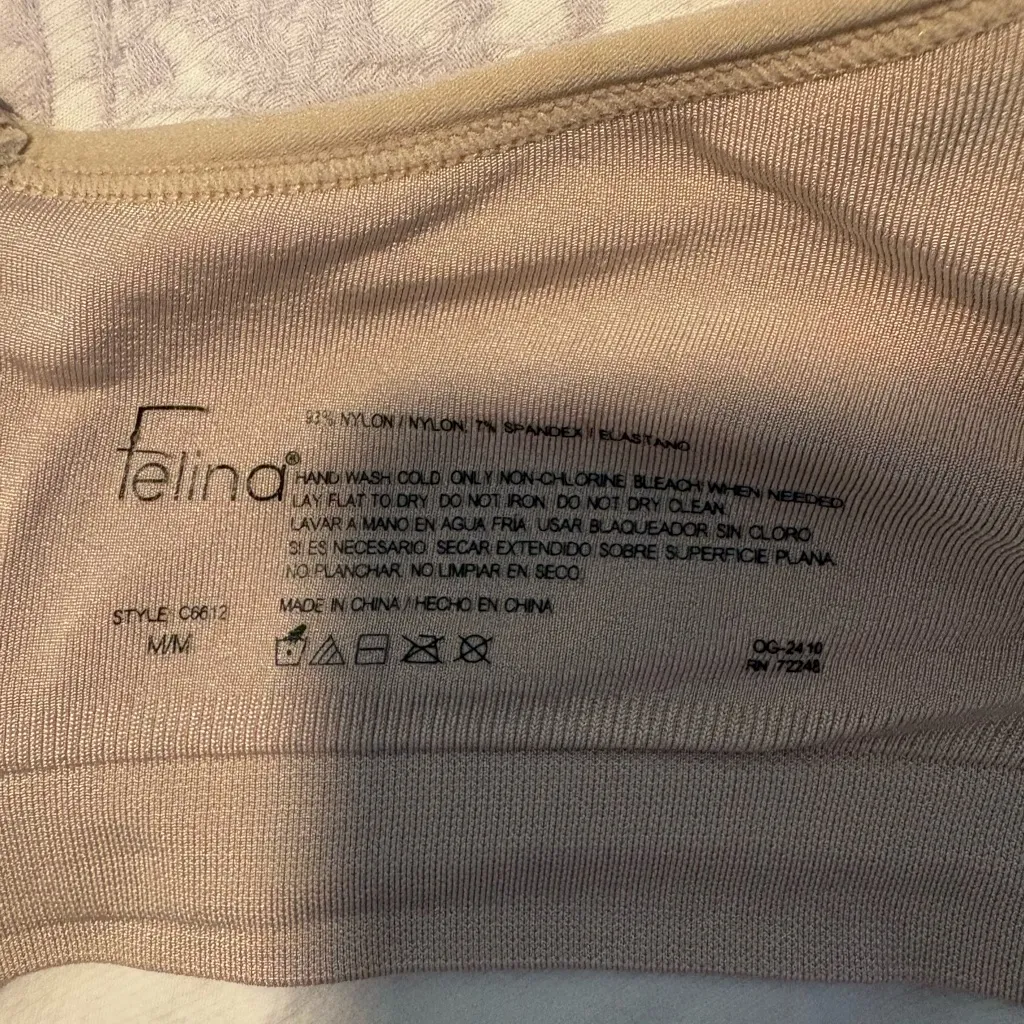 felina®
93% NYLON / NYLON, 7% SPANDEX / ELASTANO
HAND WASH COLD. ONLY NON-CHLORINE BLEACH WHEN NEEDED
LAY FLAT TO DRY. DO NOT IRON. DO NOT DRY CLEAN.
LAVAR A MANO EN AGUA FRIA. USAR BLAQUEADOR SIN CLORO
SI ES NECESARIO. SECAR EXTENDIDO SOBRE SUPERFICIE PLANA.
NO PLANCHAR. NO LIMPIAR EN SECO.
MADE IN CHINA / HECHO EN CHINA
STYLE: C6612
M/M
OG-2410
RN 72248